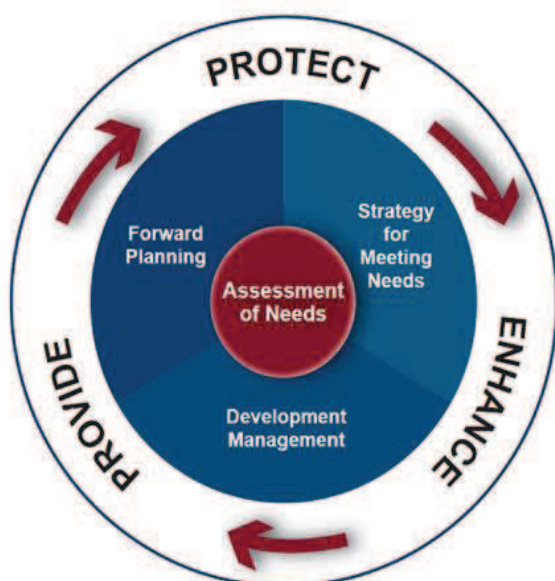 PROTECT
Forward
Planning
Strategy
for
Meeting
Needs
Assessment
of Needs
Development
Management
PROVIDE
ENHANCE